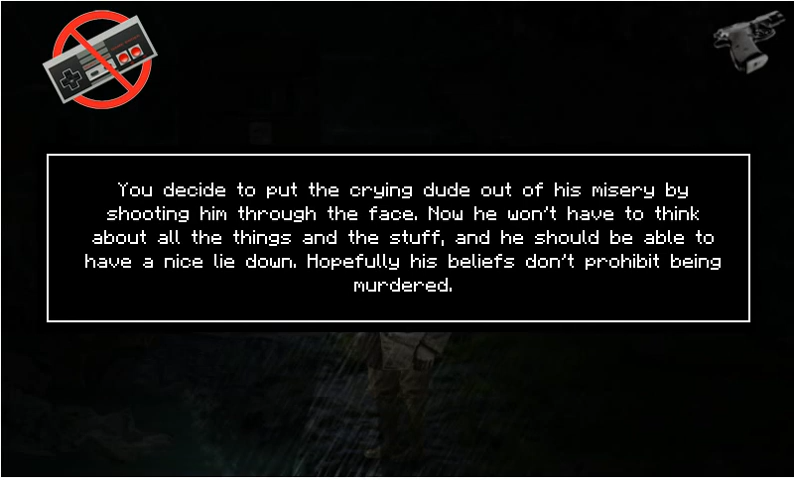 You decide to put the crying dude out of his misery by
shooting him through the face. Now he won't have to think
about all the things and the stuff, and he should be able to
have a nice lie down. Hopefully his beliefs don't prohibit being
murdered.